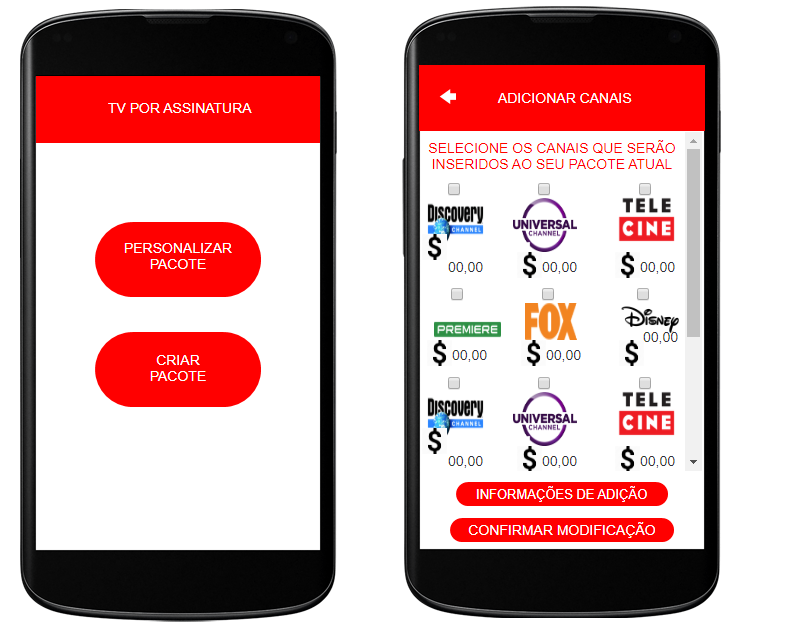 TV POR ASSINATURA
PERSONALIZAR
PACOTE
CRIAR
PACOTE
ADICIONAR CANAIS
SELECIONE OS CANAIS QUE SERÃO
INSERIDOS AO SEU PACOTE ATUAL
DISCOVERY
CHANNEL
UNIVERSAL
CHANNEL
TELE
CINE
$ 00,00
$ 00,00
$ 00,00
PREMIERE
FOX
DISNEY
$ 00,00
$ 00,00
$ 00,00
DISCOVERY
CHANNEL
UNIVERSAL
CHANNEL
TELE
CINE
$ 00,00
$ 00,00
$ 00,00
INFORMAÇÕES DE ADIÇÃO
CONFIRMAR MODIFICAÇÃO